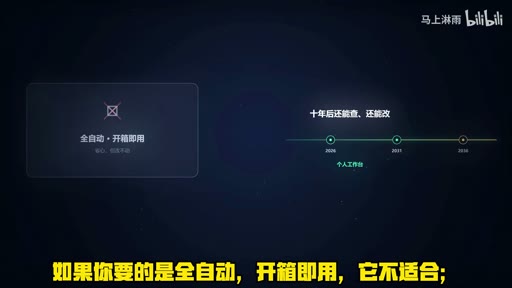 马上淋雨 bilibili
十年后还能查、还能改
全自动·开箱即用
2026 2031 2036
个人工作台
如果你要的是全自动，开箱即用，它不适合；